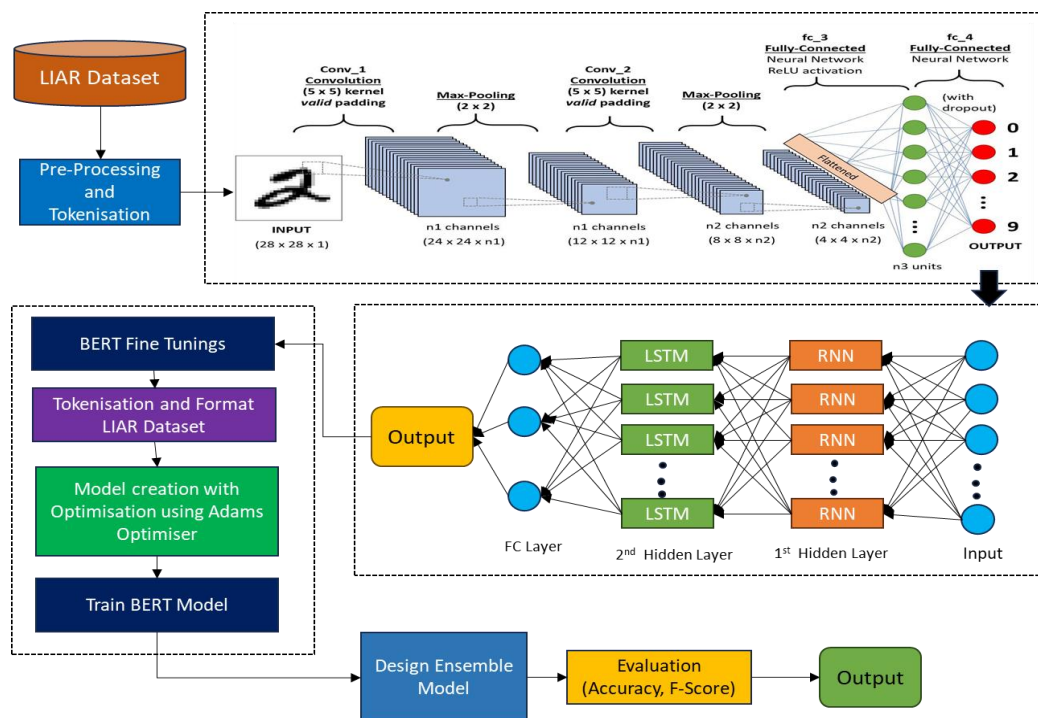 LIAR Dataset
Pre-Processing
and
Tokenisation
Conv_1
Convolution
(5 x 5) kernel
valid padding
Max-Pooling
(2 x 2)
Conv_2
Convolution
(5 x 5) kernel
valid padding
Max-Pooling
(2 x 2)
fc_3
Fully-Connected
Neural Network
ReLU activation
fc_4
Fully-Connected
Neural Network
(with
dropout)
Flattened
0
1
2
9
OUTPUT
INPUT
(28 x 28 x 1)
n1 channels
(24 x 24 x n1)
n1 channels
(12 x 12 x n1)
n2 channels
(8 x 8 x n2)
n2 channels
(4 x 4 x n2)
n3 units
BERT Fine Tunings
Tokenisation and Format
LIAR Dataset
Model creation with
Optimisation using Adams
Optimiser
Train BERT Model
Output
LSTM
LSTM
LSTM
LSTM
RNN
RNN
RNN
RNN
FC Layer
2nd Hidden Layer
1st Hidden Layer
Input
Design Ensemble
Model
Evaluation
(Accuracy, F-Score)
Output